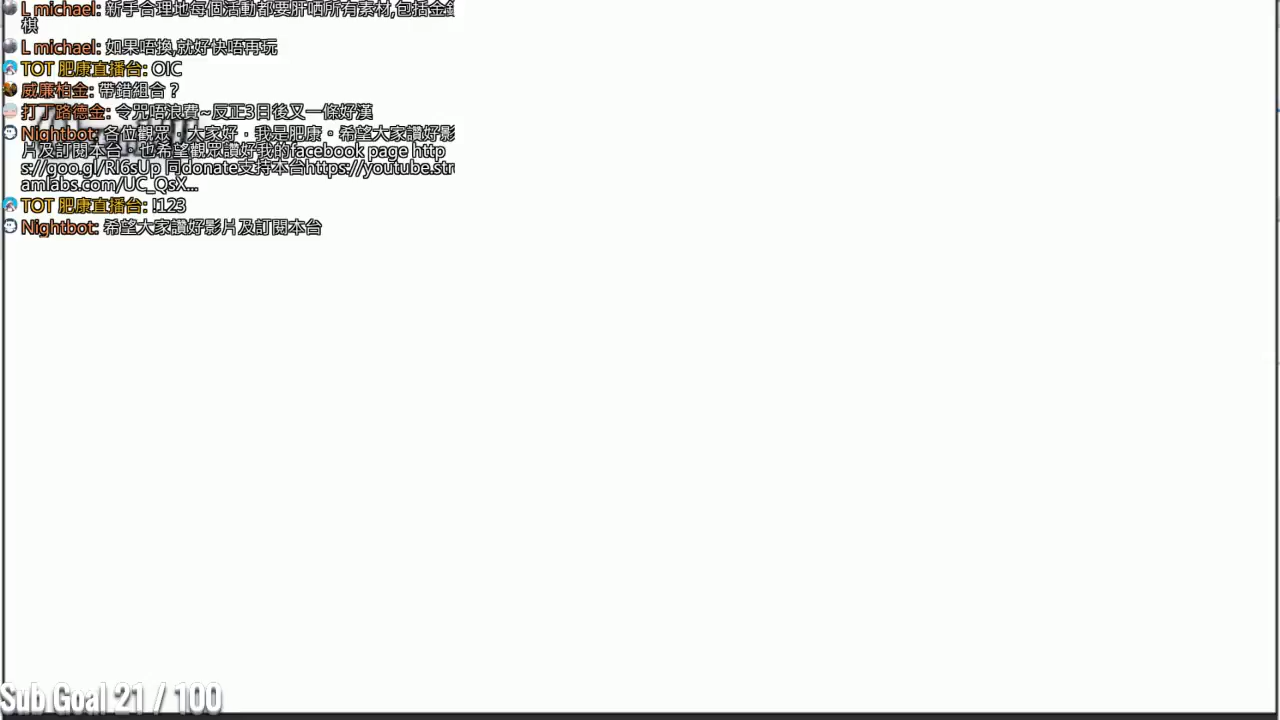 L michael: 新手合理地每個活動都要肝哂所有素材,包括金
棋
L michael: 如果唔換,就好快唔再玩
TOT 肥康直播台: OIC
威廉柏金: 帶錯組合？
打丁路德金: 令咒唔浪費~反正3日後又一條好漢
Nightbot: 各位觀眾，大家好，我是肥康。希望大家讚好影
片及訂閱本台。也希望觀眾讚好我的facebook page http
s://goo.gl/Rl6sUp 同donate支持本台https://youtube.str
amlabs.com/UC_QsX...
TOT 肥康直播台: !123
Nightbot: 希望大家讚好影片及訂閱本台
Sub Goal 21 / 100